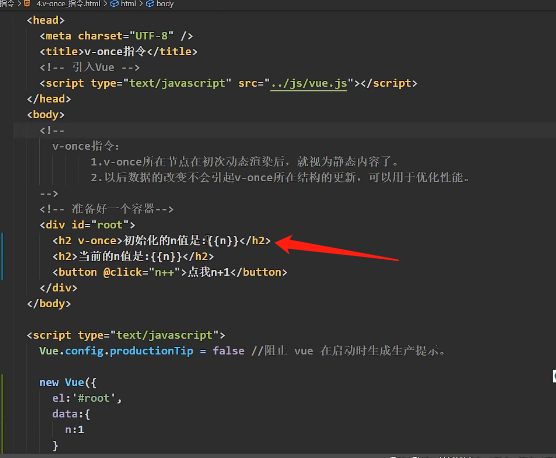 指令 > 4.v-once_指令.html > html > body
<head>
<meta charset="UTF-8" />
<title>v-once指令</title>
<!-- 引入Vue -->
<script type="text/javascript" src="../js/vue.js"></script>
</head>
<body>
<!--
v-once指令:
1.v-once所在节点在初次动态渲染后，就视为静态内容了。
2.以后数据的改变不会引起v-once所在结构的更新，可以用于优化性能。
-->
<!-- 准备好一个容器-->
<div id="root">
<h2 v-once>初始化的n值是:{{n}}</h2>
<h2>当前的n值是:{{n}}</h2>
<button @click="n++">点我n+1</button>
</div>
</body>
<script type="text/javascript">
Vue.config.productionTip = false //阻止 vue 在启动时生成生产提示。
new Vue({
el:'#root',
data:{
n:1
}